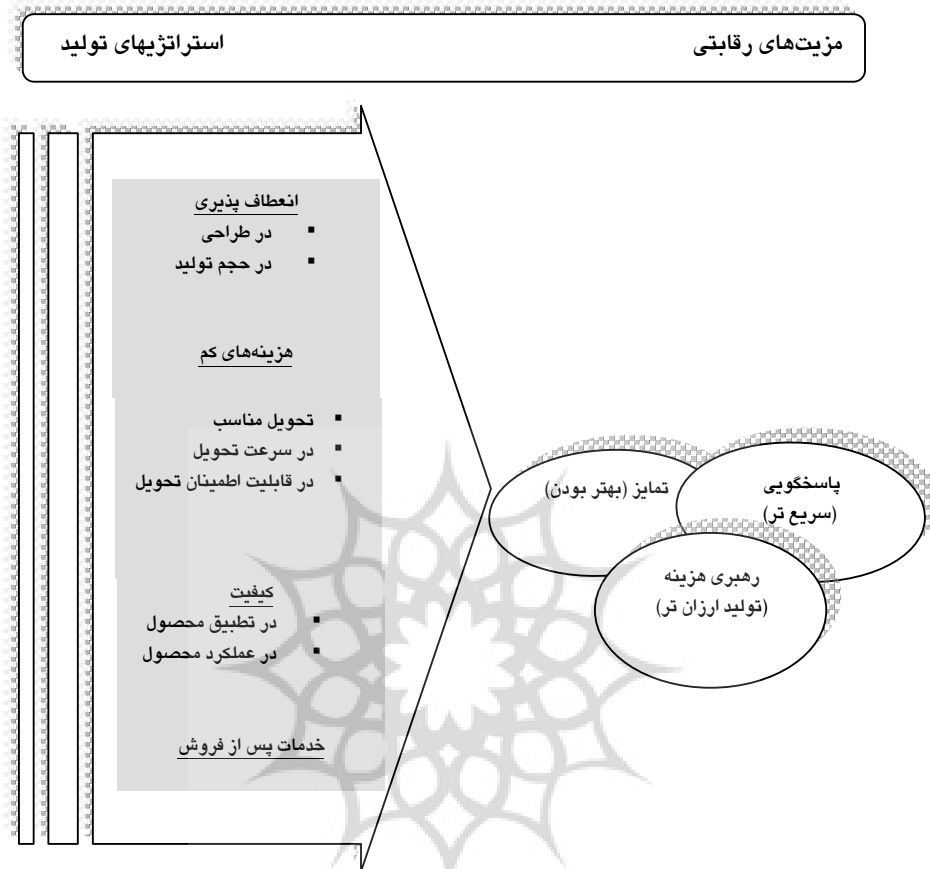 مزیت‌های رقابتی
استراتژیهای تولید
انعطاف پذیری
▪ در طراحی
▪ در حجم تولید
هزینه‌های کم
▪ تحویل مناسب
▪ در سرعت تحویل
▪ در قابلیت اطمینان تحویل
کیفیت
▪ در تطبیق محصول
▪ در عملکرد محصول
خدمات پس از فروش
پاسخگویی
(سریع تر)
تمایز (بهتر بودن)
رهبری هزینه
(تولید ارزان تر)